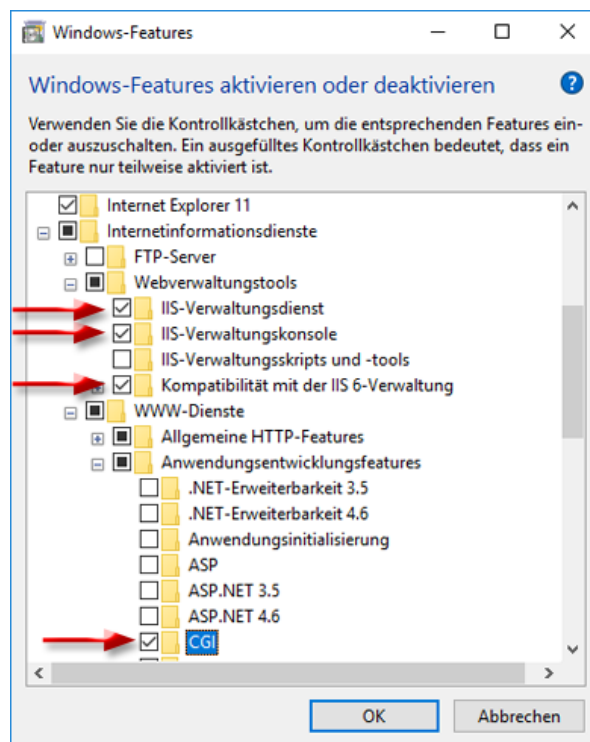 Windows-Features
Windows-Features aktivieren oder deaktivieren
Verwenden Sie die Kontrollkästchen, um die entsprechenden Features ein-
oder auszuschalten. Ein ausgefülltes Kontrollkästchen bedeutet, dass ein
Feature nur teilweise aktiviert ist.
Internet Explorer 11
Internetinformationsdienste
FTP-Server
Webverwaltungstools
IIS-Verwaltungsdienst
IIS-Verwaltungskonsole
IIS-Verwaltungsskripts und -tools
Kompatibilität mit der IIS 6-Verwaltung
WWW-Dienste
Allgemeine HTTP-Features
Anwendungsentwicklungsfeatures
.NET-Erweiterbarkeit 3.5
.NET-Erweiterbarkeit 4.6
Anwendungsinitialisierung
ASP
ASP.NET 3.5
ASP.NET 4.6
CGI
OK
Abbrechen